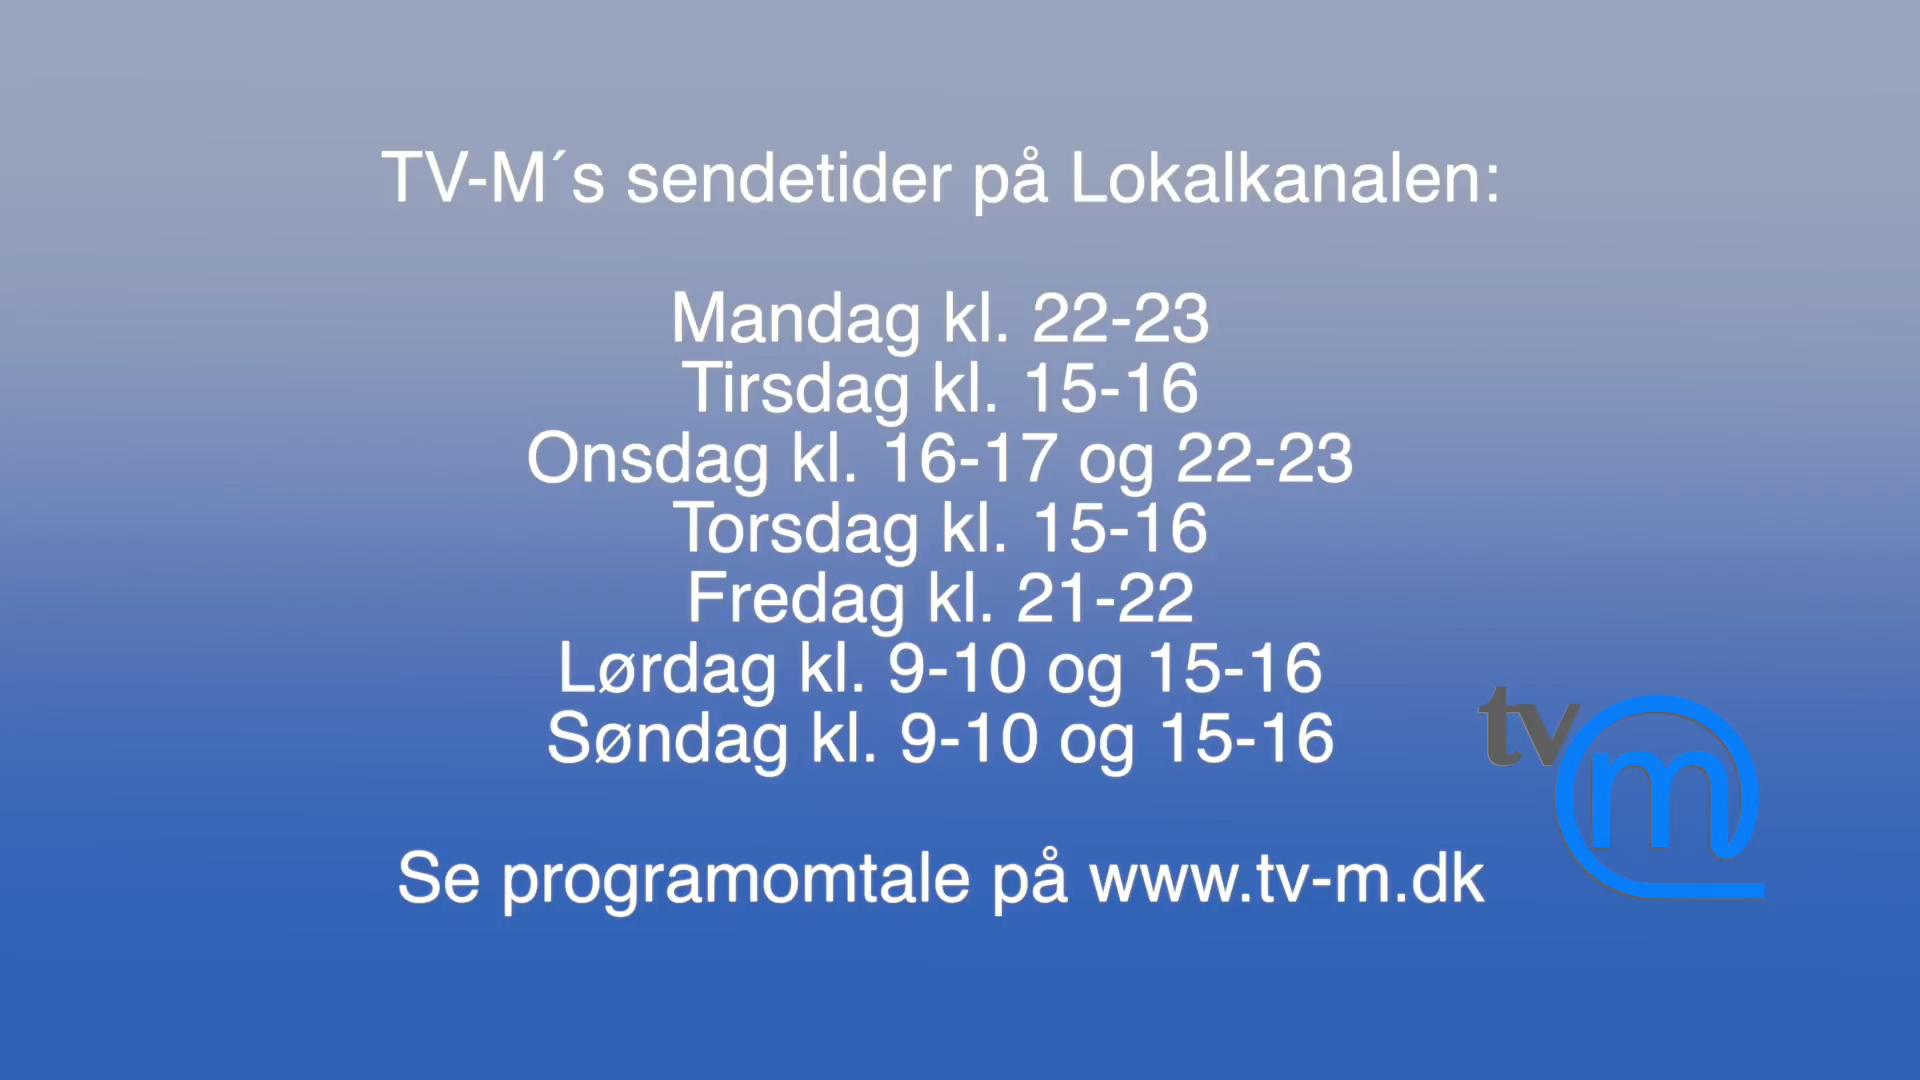 TV-M´s sendetider på Lokalkanalen:
Mandag kl. 22-23
Tirsdag kl. 15-16
Onsdag kl. 16-17 og 22-23
Torsdag kl. 15-16
Fredag kl. 21-22
Lørdag kl. 9-10 og 15-16
Søndag kl. 9-10 og 15-16
tv
m
Se programomtale på www.tv-m.dk